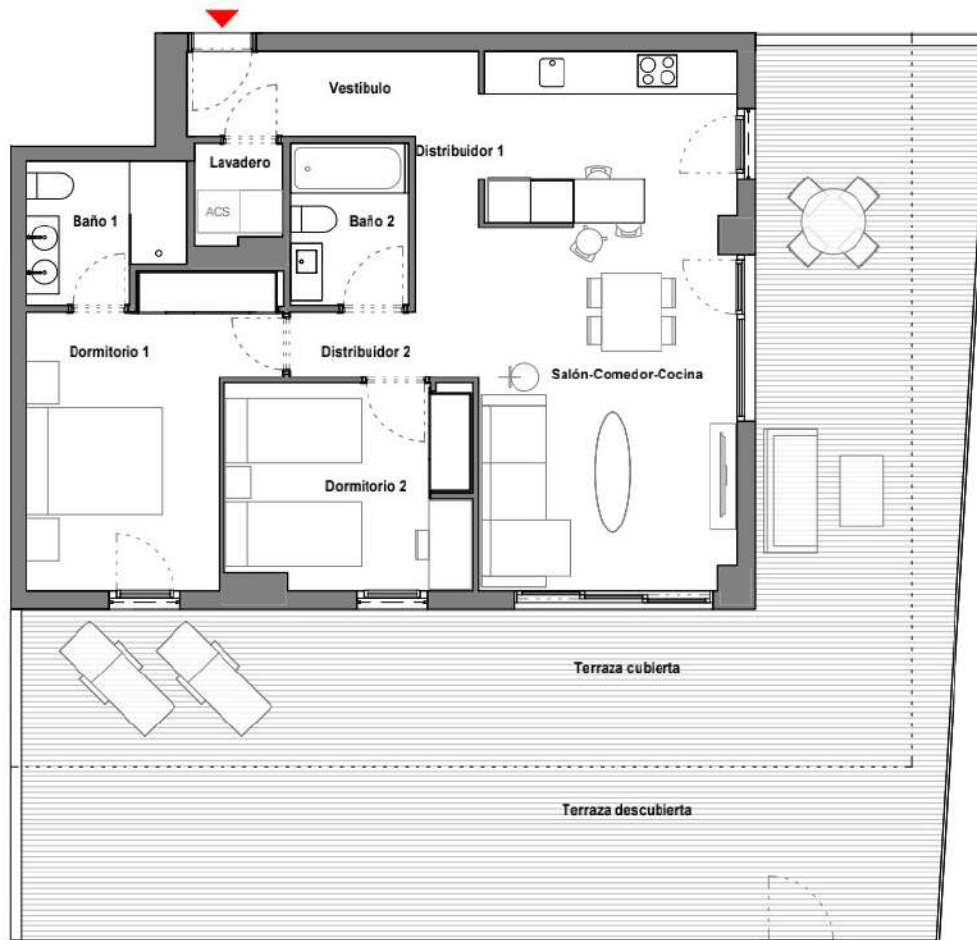 Vestíbulo
Distribuidor 1
Lavadero
ACS
Baño 1
Baño 2
Dormitorio 1
Distribuidor 2
Salón-Comedor-Cocina
Dormitorio 2
Terraza cubierta
Terraza descubierta